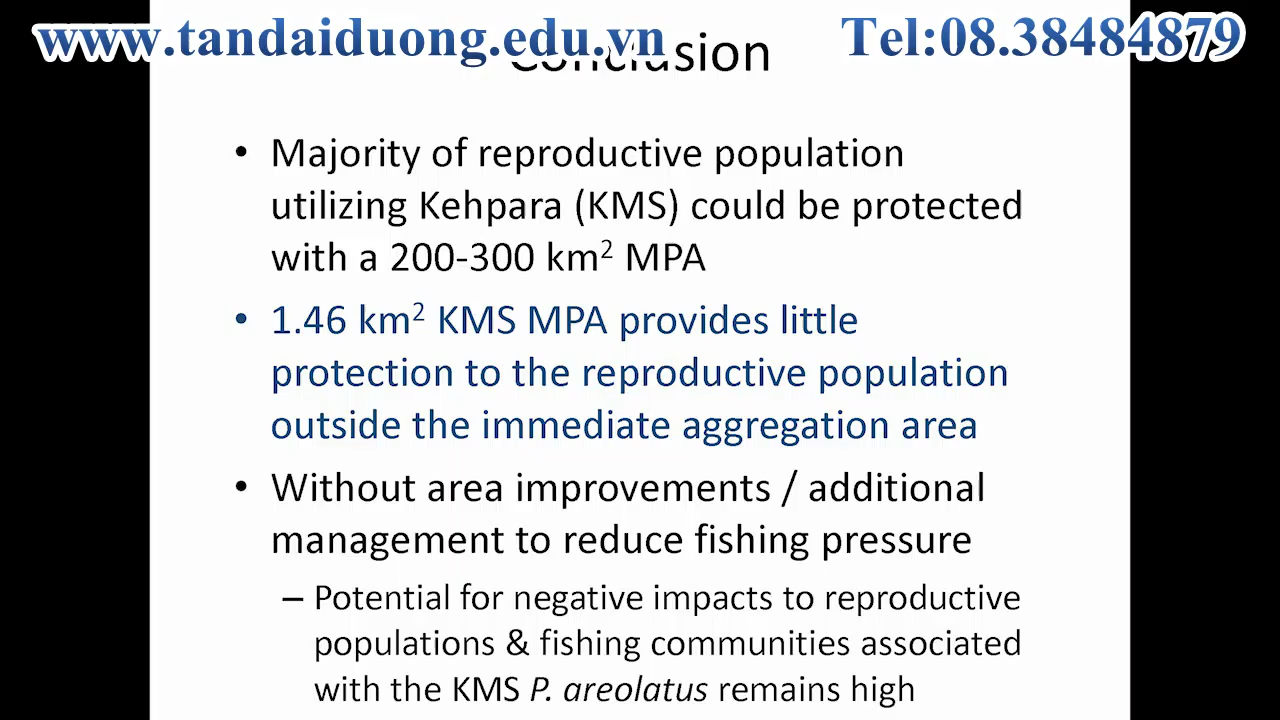 www.tandaiduong.edu.vn Tel:08.38484879
Conclusion
• Majority of reproductive population
utilizing Kehpara (KMS) could be protected
with a 200-300 km² MPA
• 1.46 km² KMS MPA provides little
protection to the reproductive population
outside the immediate aggregation area
• Without area improvements / additional
management to reduce fishing pressure
– Potential for negative impacts to reproductive
populations & fishing communities associated
with the KMS P. areolatus remains high